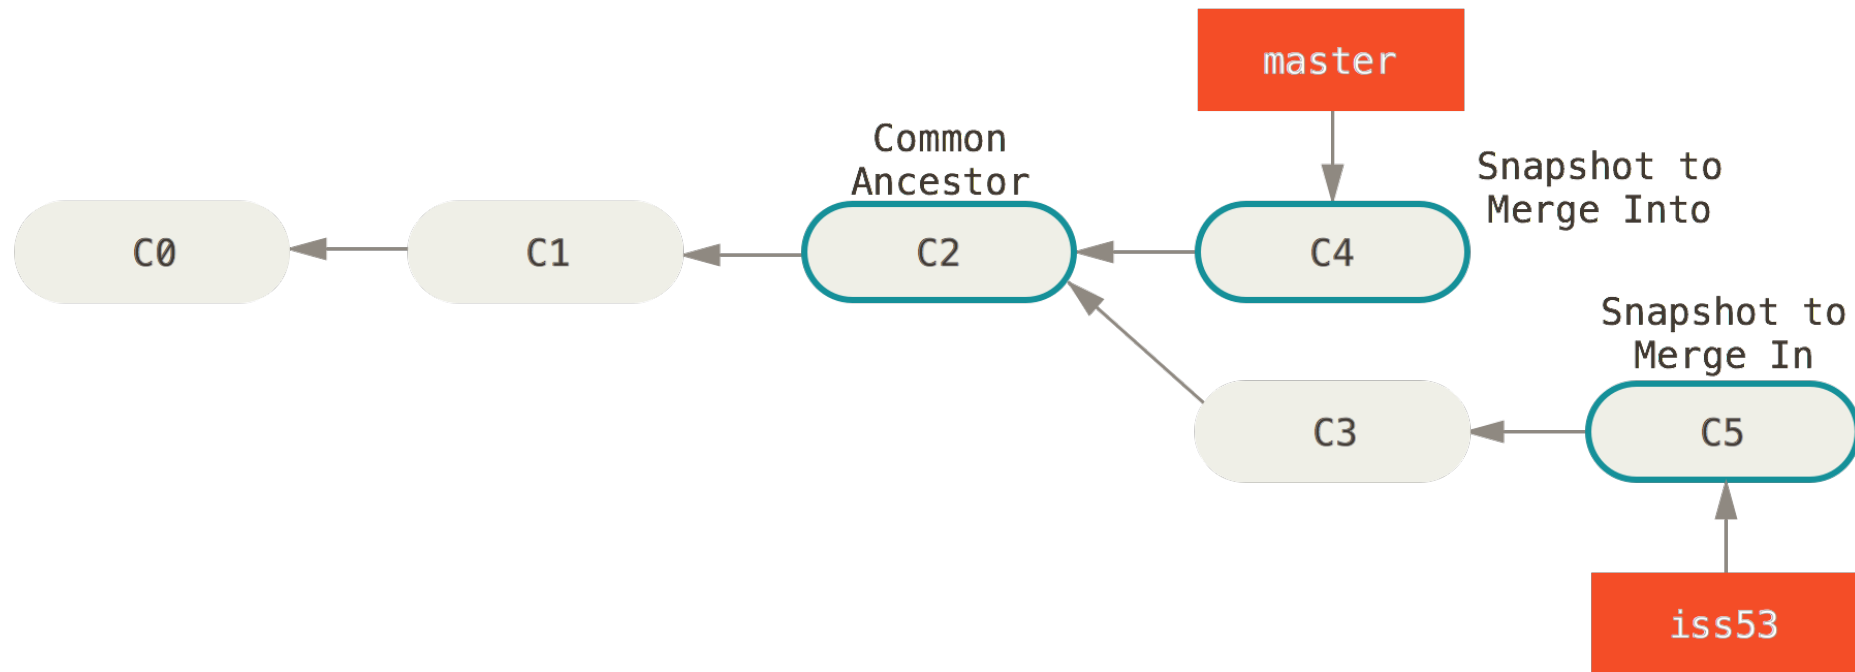 master
Common
Ancestor
Snapshot to
Merge Into
C0
C1
C2
C4
Snapshot to
Merge In
C3
C5
iss53